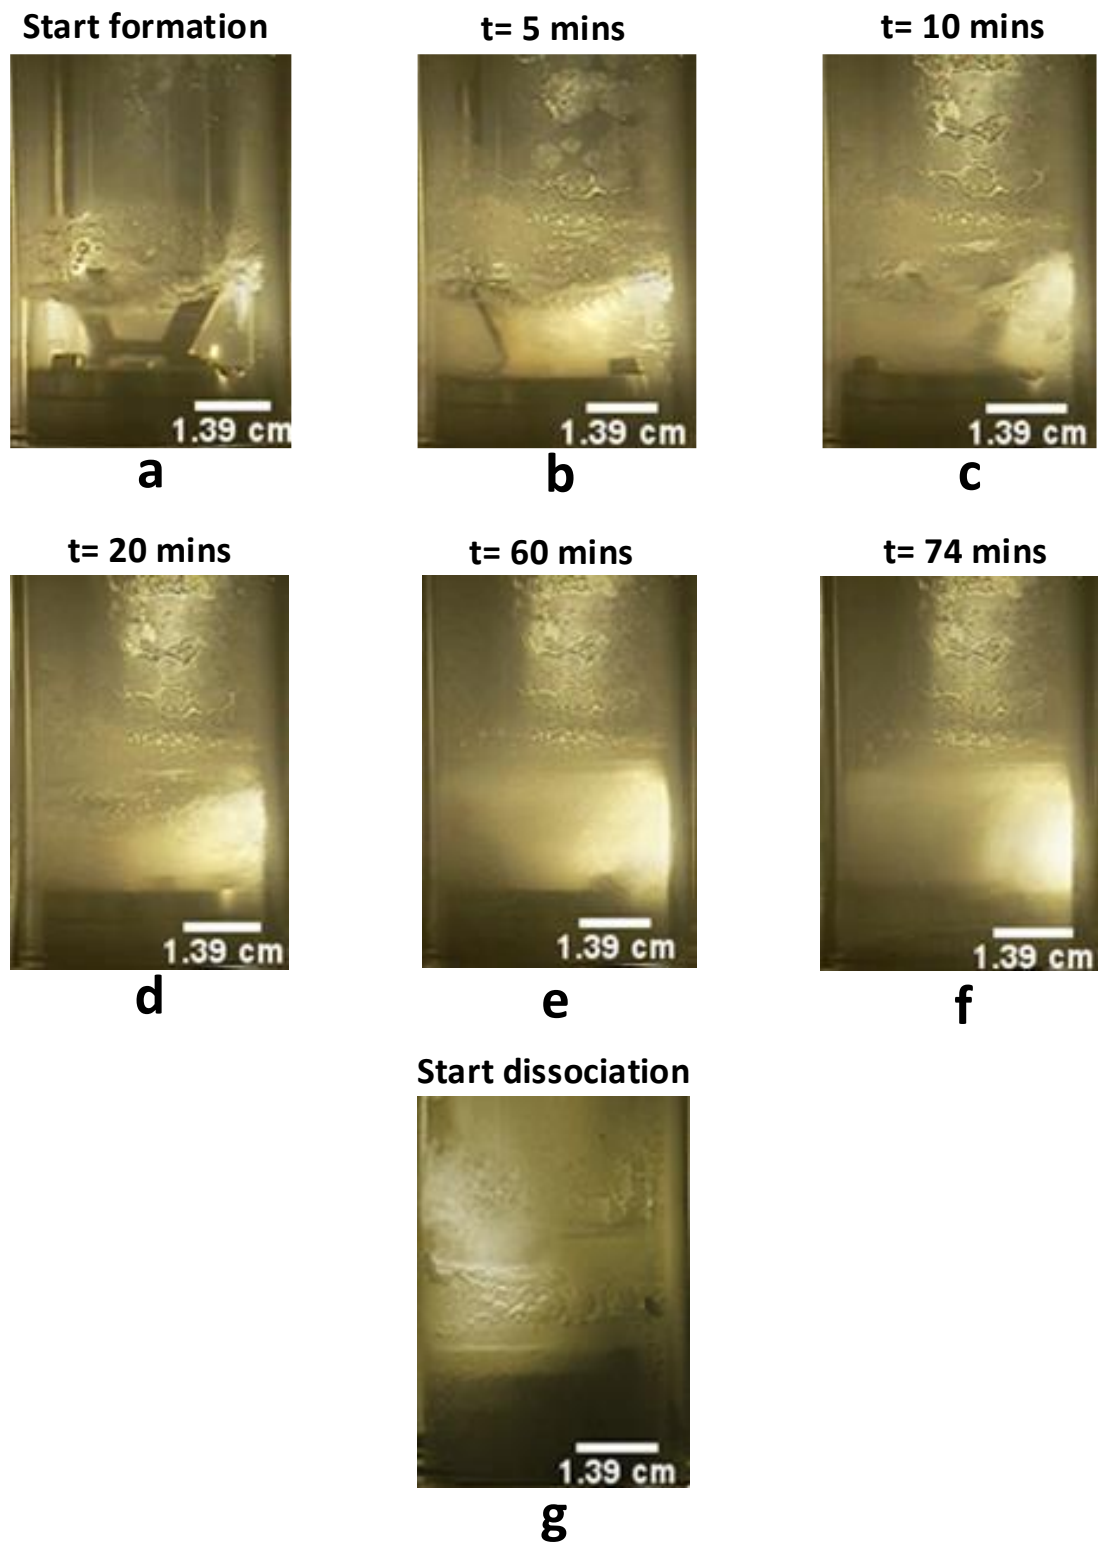 Start formation
t= 5 mins
t= 10 mins
1.39 cm
1.39 cm
1.39 cm
a
b
c
t= 20 mins
t= 60 mins
t= 74 mins
1.39 cm
1.39 cm
1.39 cm
d
e
f
Start dissociation
1.39 cm
g